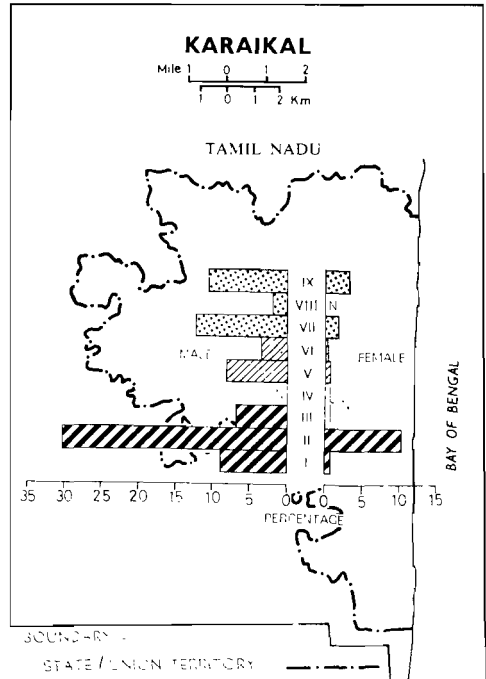 KARAIKAL
Mile 1 0 1 2
1 0 1 2 Km
TAMIL NADU
IX
VIII N
VII
VI
MALE FEMALE
V
IV
III
II
I
BAY OF BENGAL
35 30 25 20 15 10 5 0 0 5 10 15
PERCENTAGE
BOUNDARY
STATE / UNION TERRITORY